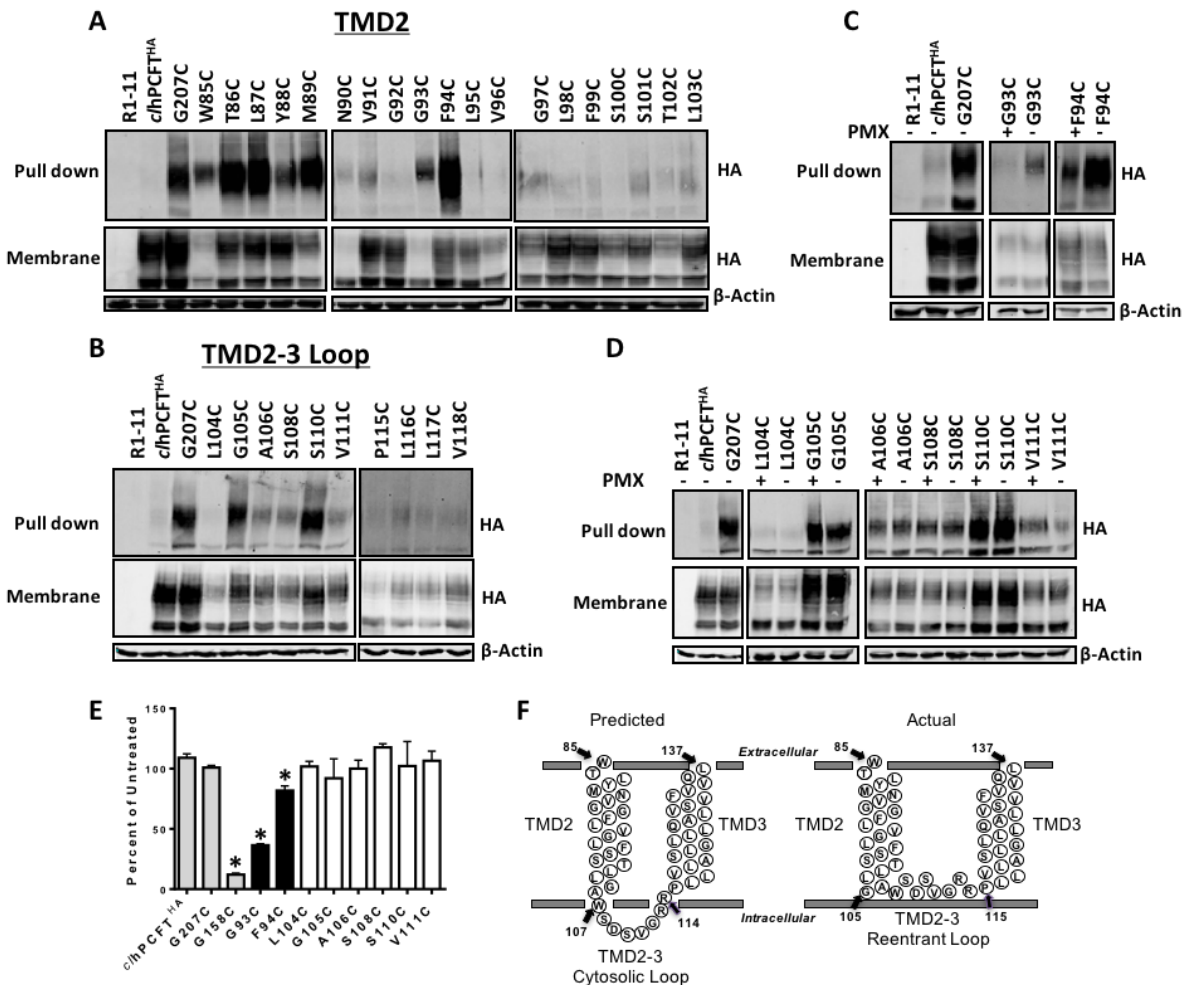 A
TMD2
R1-11
c/hPCFTHA
G207C
W85C
T86C
L87C
Y88C
M89C
N90C
V91C
G92C
G93C
F94C
L95C
V96C
G97C
L98C
F99C
S100C
S101C
T102C
L103C
Pull down
HA
Membrane
HA
β-Actin
C
R1-11
c/hPCFTHA
G207C
G93C
G93C
F94C
F94C
PMX
-
-
-
+
-
+
-
Pull down
HA
Membrane
HA
β-Actin
B
TMD2-3 Loop
R1-11
c/hPCFTHA
G207C
L104C
G105C
A106C
S108C
S110C
V111C
P115C
L116C
L117C
V118C
Pull down
HA
Membrane
HA
β-Actin
D
R1-11
c/hPCFTHA
G207C
L104C
L104C
G105C
G105C
A106C
A106C
S108C
S108C
S110C
S110C
V111C
V111C
PMX
-
-
-
+
-
+
-
+
-
+
-
+
-
+
-
Pull down
HA
Membrane
HA
β-Actin
E
Percent of Untreated
150
100
50
0
*
*
*
c/hPCFT HA
G207C
G158C
G93C
F94C
L104C
G105C
A106C
S108C
S110C
V111C
F
Predicted
Actual
85
137
Extracellular
85
137
TMD2
TMD3
TMD2
TMD3
107
114
Intracellular
105
115
TMD2-3
Cytosolic Loop
TMD2-3
Reentrant Loop